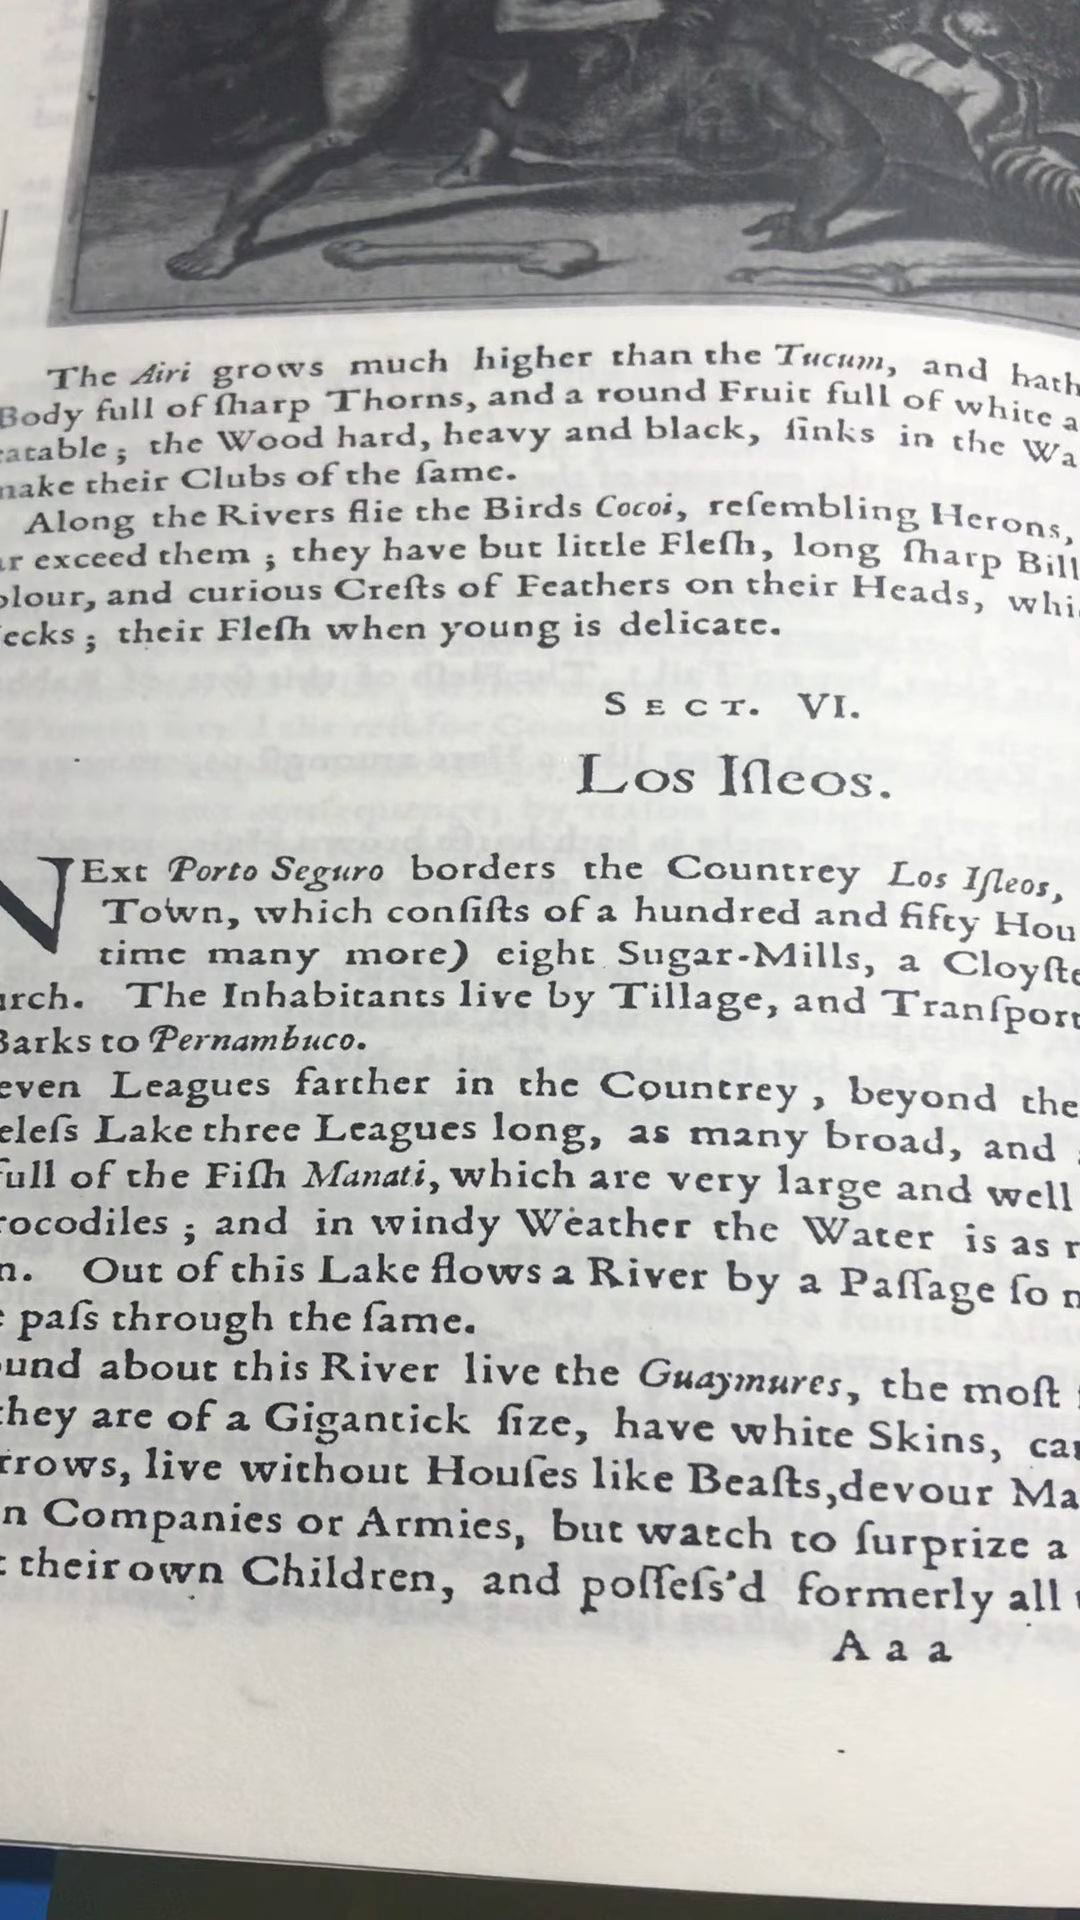 The Airi grows much higher than the Tucum, and hath
Body full of ſharp Thorns, and a round Fruit full of white a
eatable; the Wood hard, heavy and black, ſinks in the Wa
make their Clubs of the ſame.
Along the Rivers flie the Birds Cocoi, reſembling Herons,
ar exceed them; they have but little Fleſh, long ſharp Bill
olour, and curious Creſts of Feathers on their Heads, whi
ecks; their Fleſh when young is delicate.
SECT. VI.
Los Iſleos.
NExt Porto Seguro borders the Countrey Los Iſleos,
Town, which conſiſts of a hundred and fifty Hou
time many more) eight Sugar-Mills, a Cloyſte
urch. The Inhabitants live by Tillage, and Tranſport
Barks to Pernambuco.
even Leagues farther in the Countrey, beyond the
eleſs Lake three Leagues long, as many broad, and
full of the Fiſh Manati, which are very large and well
rocodiles; and in windy Weather the Water is as r
n. Out of this Lake flows a River by a Paſſage ſo n
paſs through the ſame.
ound about this River live the Guaymures, the moſt
they are of a Gigantick ſize, have white Skins, car
rrows, live without Houſes like Beaſts,devour Ma
n Companies or Armies, but watch to ſurprize a
t their own Children, and poſſeſs'd formerly all t
Aaa